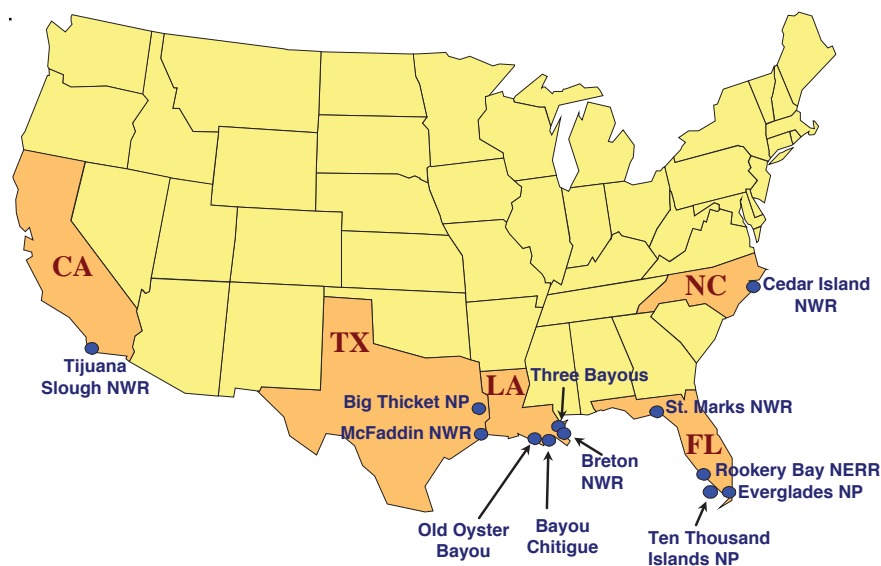 CA
NC
Cedar Island
NWR
TX
Tijuana
Slough NWR
LA
Three Bayous
Big Thicket NP
St. Marks NWR
McFaddin NWR
FL
Breton
NWR
Rookery Bay NERR
Everglades NP
Old Oyster
Bayou
Bayou
Chitigue
Ten Thousand
Islands NP